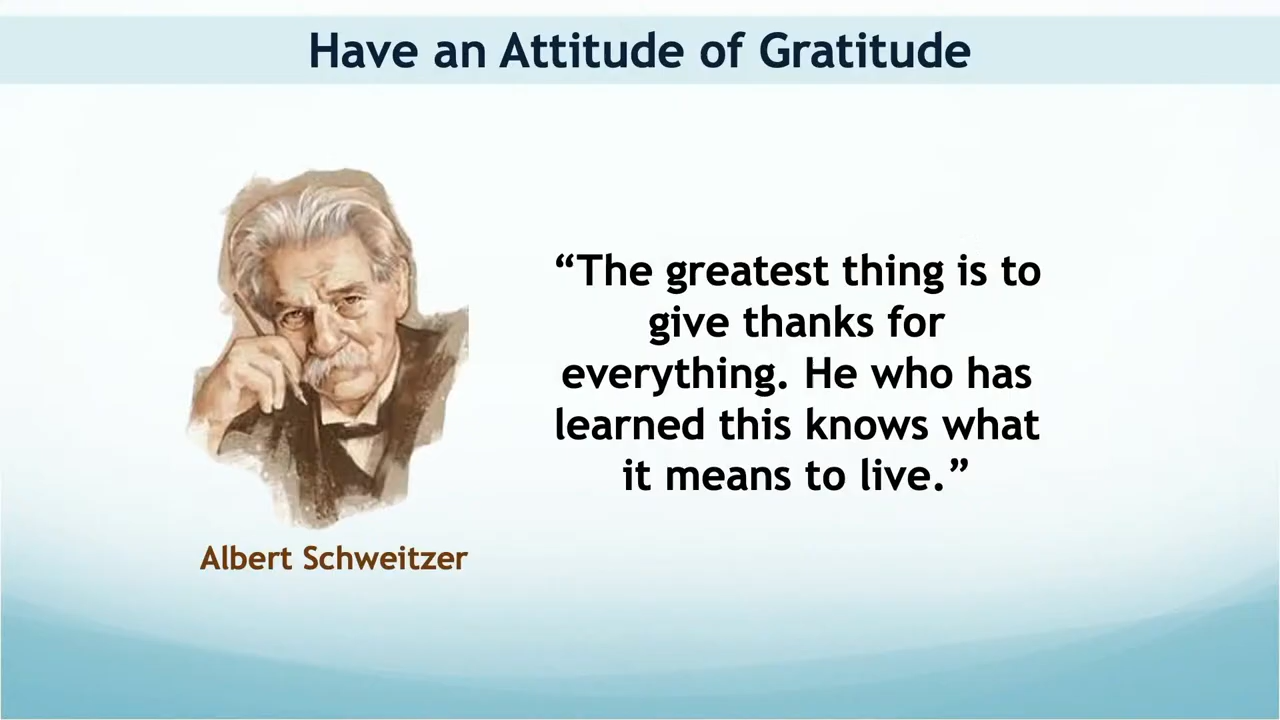 Have an Attitude of Gratitude
“The greatest thing is to
give thanks for
everything. He who has
learned this knows what
it means to live.”
Albert Schweitzer